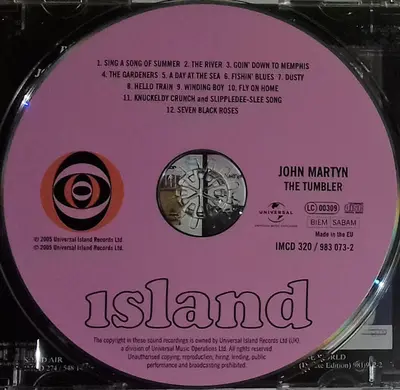 1. SING A SONG OF SUMMER 2. THE RIVER 3. GOIN' DOWN TO MEMPHIS
4. THE GARDENERS 5. A DAY AT THE SEA 6. FISHIN' BLUES 7. DUSTY
8. HELLO TRAIN 9. WINDING BOY 10. FLY ON HOME
11. KNUCKLEDY CRUNCH and SLIPPLEDEE-SLEE SONG
12. SEVEN BLACK ROSES
JOHN MARTYN
THE TUMBLER
UNIVERSAL
LC 00309
BIEM SABAM
Made in the EU
IMCD 320 / 983 073-2
℗ 2005 Universal Island Records Ltd.
© 2005 Universal Island Records Ltd.
ısland
The copyright in these sound recordings is owned by Universal Island Records Ltd (UK),
a division of Universal Music Operations Ltd. All Rights Reserved.
Unauthorised copying, reproduction, hiring, lending, public
performance and broadcasting prohibited.